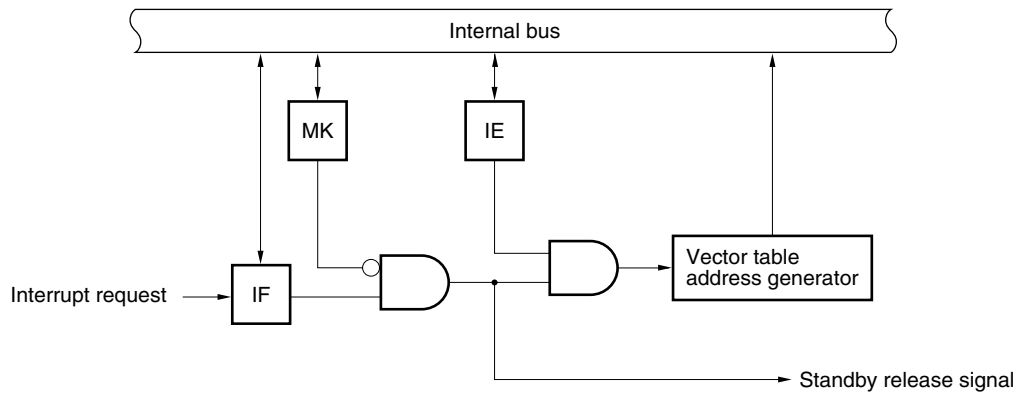 Internal bus
MK
IE
Vector table
address generator
Interrupt request
IF
Standby release signal